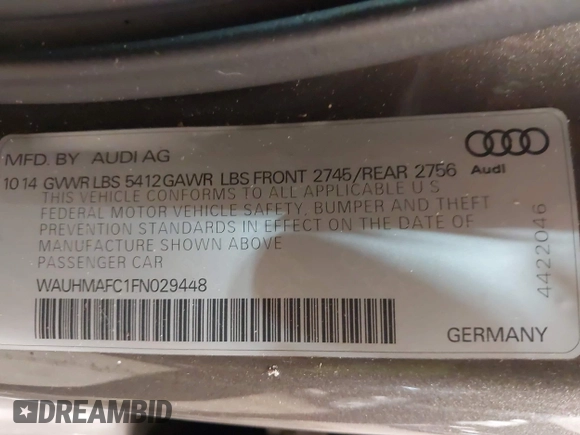 MFD. BY AUDI AG
10 14 GVWR LBS 5412 GAWR LBS FRONT 2745/REAR 2756
THIS VEHICLE CONFORMS TO ALL APPLICABLE U S
FEDERAL MOTOR VEHICLE SAFETY, BUMPER AND THEFT
PREVENTION STANDARDS IN EFFECT ON THE DATE OF
MANUFACTURE SHOWN ABOVE
PASSENGER CAR
WAUHMAFC1FN029448
Audi
4422046
GERMANY
DREAMBID